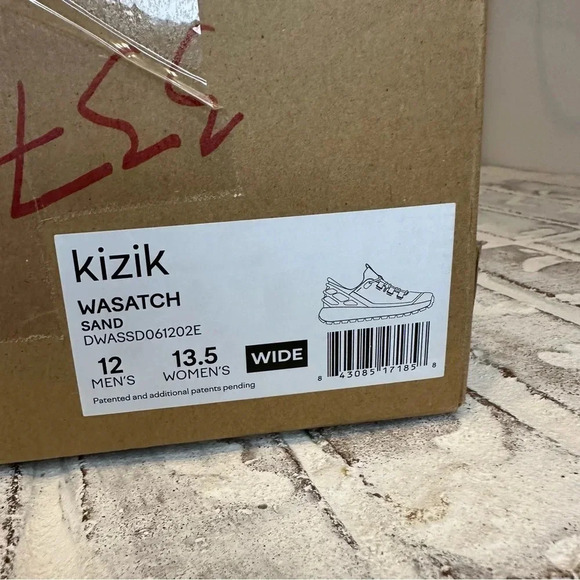 kizik
WASATCH
SAND
DWASSD061202E
12 13.5 WIDE
MEN'S WOMEN'S
Patented and additional patents pending
8 43085 17185 8